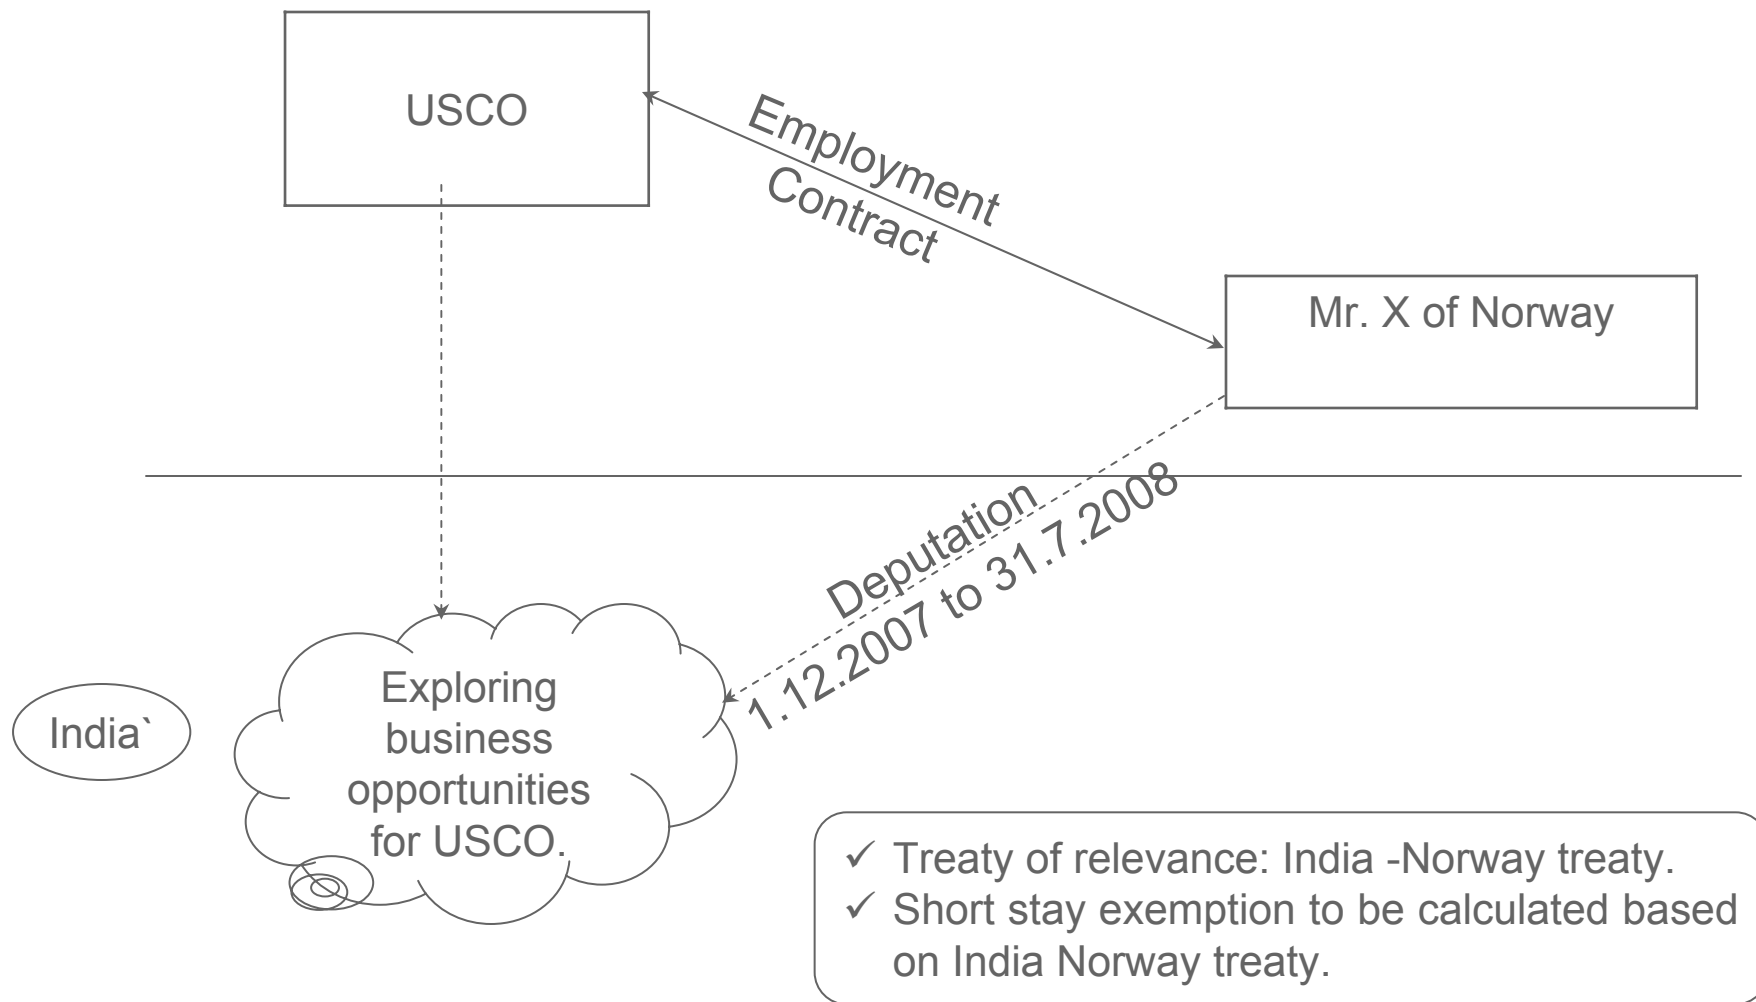 USCO
Employment
Contract
Mr. X of Norway
Deputation
1.12.2007 to 31.7.2008
India`
Exploring
business
opportunities
for USCO.
✓ Treaty of relevance: India -Norway treaty.
✓ Short stay exemption to be calculated based
on India Norway treaty.